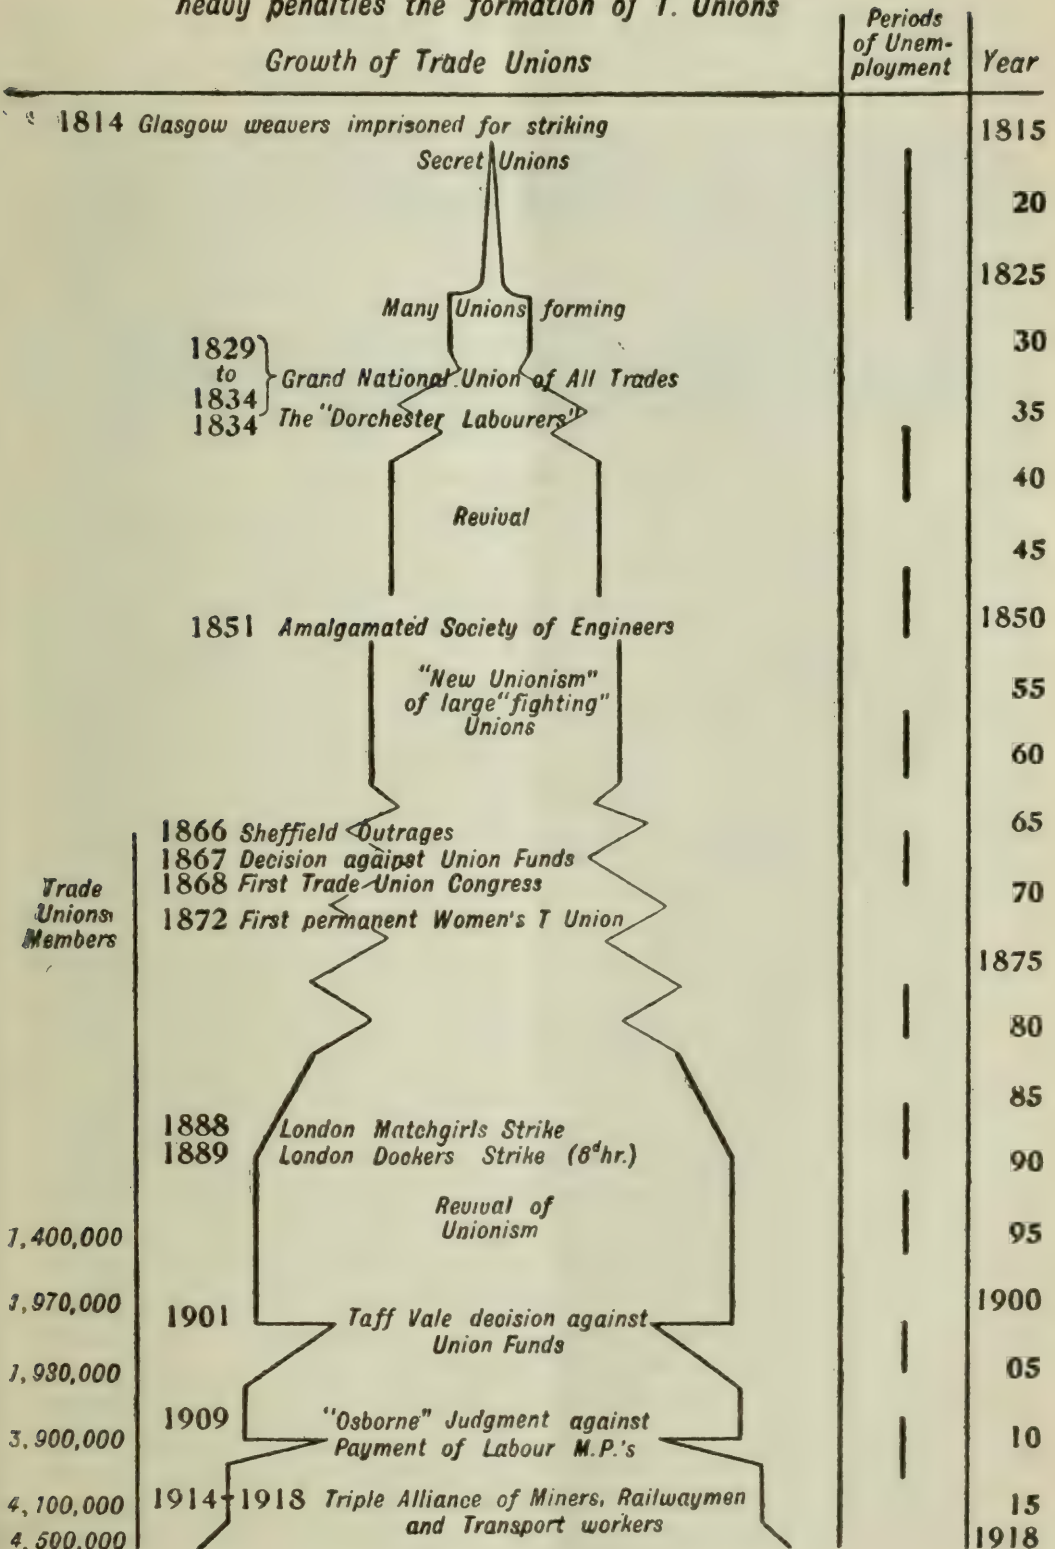 heavy penalties the formation of T. Unions
Growth of Trade Unions
Periods
of Unem-
ployment
Year
1814 Glasgow weavers imprisoned for striking
Secret Unions
Many Unions forming
1829
to
1834
Grand National Union of All Trades
1834 The "Dorchester Labourers"
Revival
1851 Amalgamated Society of Engineers
"New Unionism"
of large "fighting"
Unions
1866 Sheffield Outrages
1867 Decision against Union Funds
1868 First Trade Union Congress
1872 First permanent Women's T Union
Trade
Unions
Members
1888 London Matchgirls Strike
1889 London Dockers Strike (6d hr.)
Revival of
Unionism
1901 Taff Vale decision against
Union Funds
1909 "Osborne" Judgment against
Payment of Labour M.P.'s
1914-1918 Triple Alliance of Miners, Railwaymen
and Transport workers
1,400,000
1,970,000
1,930,000
3,900,000
4,100,000
4,500,000
1815
20
1825
30
35
40
45
1850
55
60
65
70
1875
80
85
90
95
1900
05
10
15
1918